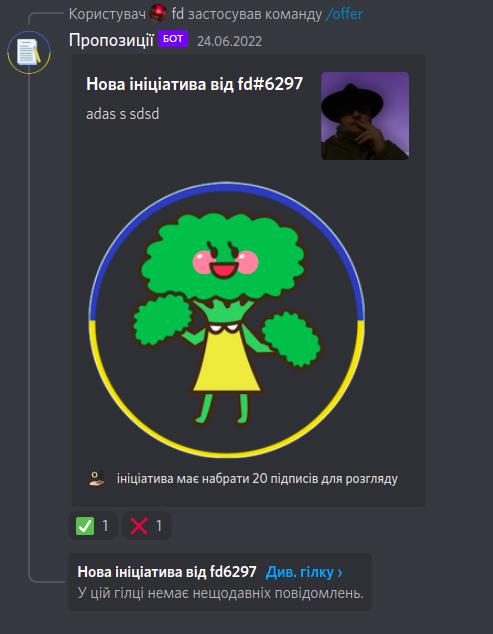 Користувач fd застосував команду /offer
Пропозиції БОТ 24.06.2022
Нова ініціатива від fd#6297
adas s sdsd
ініціатива має набрати 20 підписів для розгляду
1 1
Нова ініціатива від fd6297 Див. гілку ›
У цій гілці немає нещодавніх повідомлень.